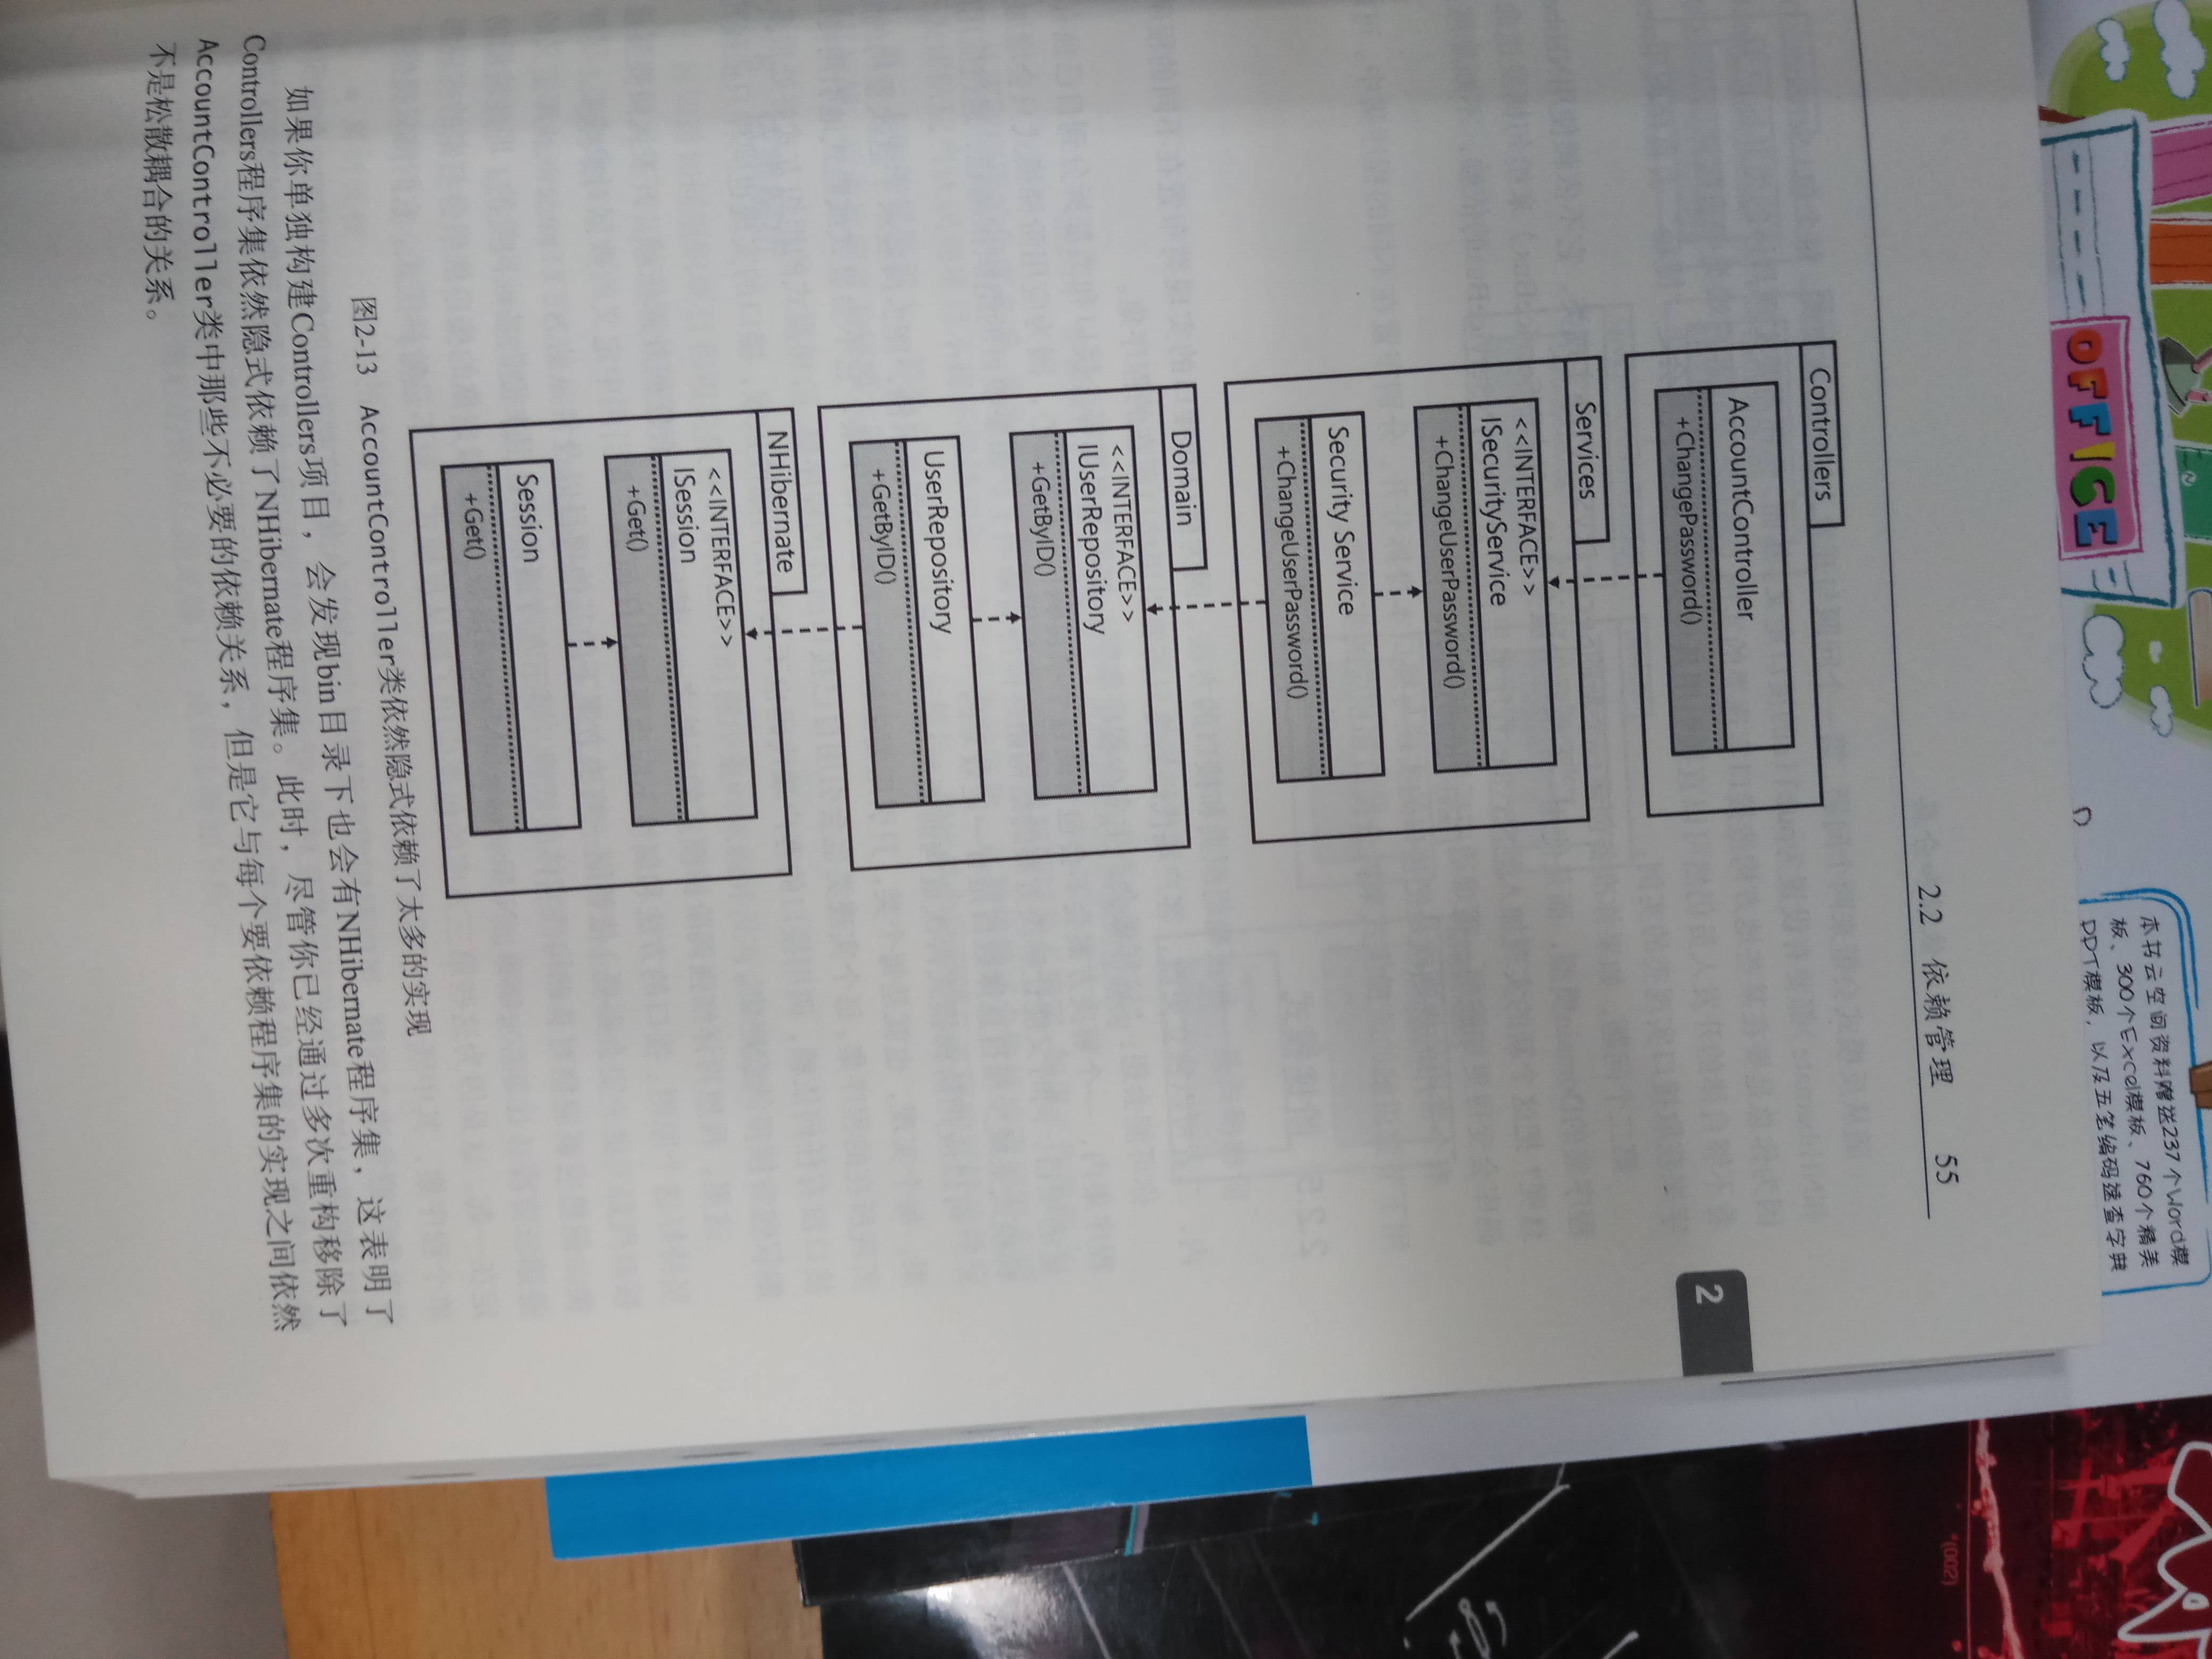 2.2 依赖管理 55
2
Controllers
AccountController
+ChangePassword()
Services
<<INTERFACE>>
ISecurityService
+ChangeUserPassword()
Security Service
+ChangeUserPassword()
Domain
<<INTERFACE>>
IUserRepository
+GetByID()
UserRepository
+GetByID()
NHibernate
<<INTERFACE>>
ISession
+Get()
Session
+Get()
图2-13 AccountController类依然隐式依赖了太多的实现
如果你单独构建Controllers项目，会发现bin目录下也会有NHibernate程序集，这表明了
Controllers程序集依然隐式依赖了NHibernate程序集。此时，尽管你已经通过多次重构移除了
AccountController类中那些不必要的依赖关系，但是它与每个要依赖程序集的实现之间依然
不是松散耦合的关系。
OFFICE
本书云空间资料赠送237个Word模
板、300个Excel模板、760个精美
PPT模板，以及五笔编码速查字典
(002)